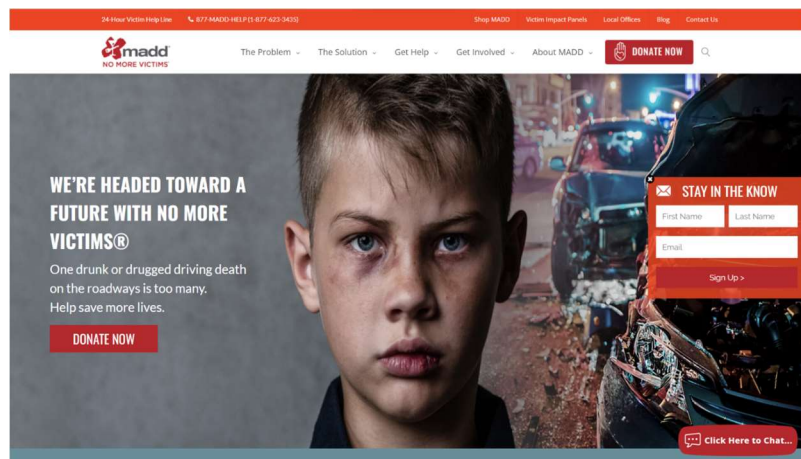 24-Hour Victim Help Line 877-MADD-HELP (1-877-623-3435) Shop MADD Victim Impact Panels Local Offices Blog Contact Us
madd
NO MORE VICTIMS
The Problem The Solution Get Help Get Involved About MADD DONATE NOW
WE'RE HEADED TOWARD A
FUTURE WITH NO MORE
VICTIMS®
One drunk or drugged driving death
on the roadways is too many.
Help save more lives.
DONATE NOW
STAY IN THE KNOW
First Name Last Name
Email
Sign Up >
Click Here to Chat...